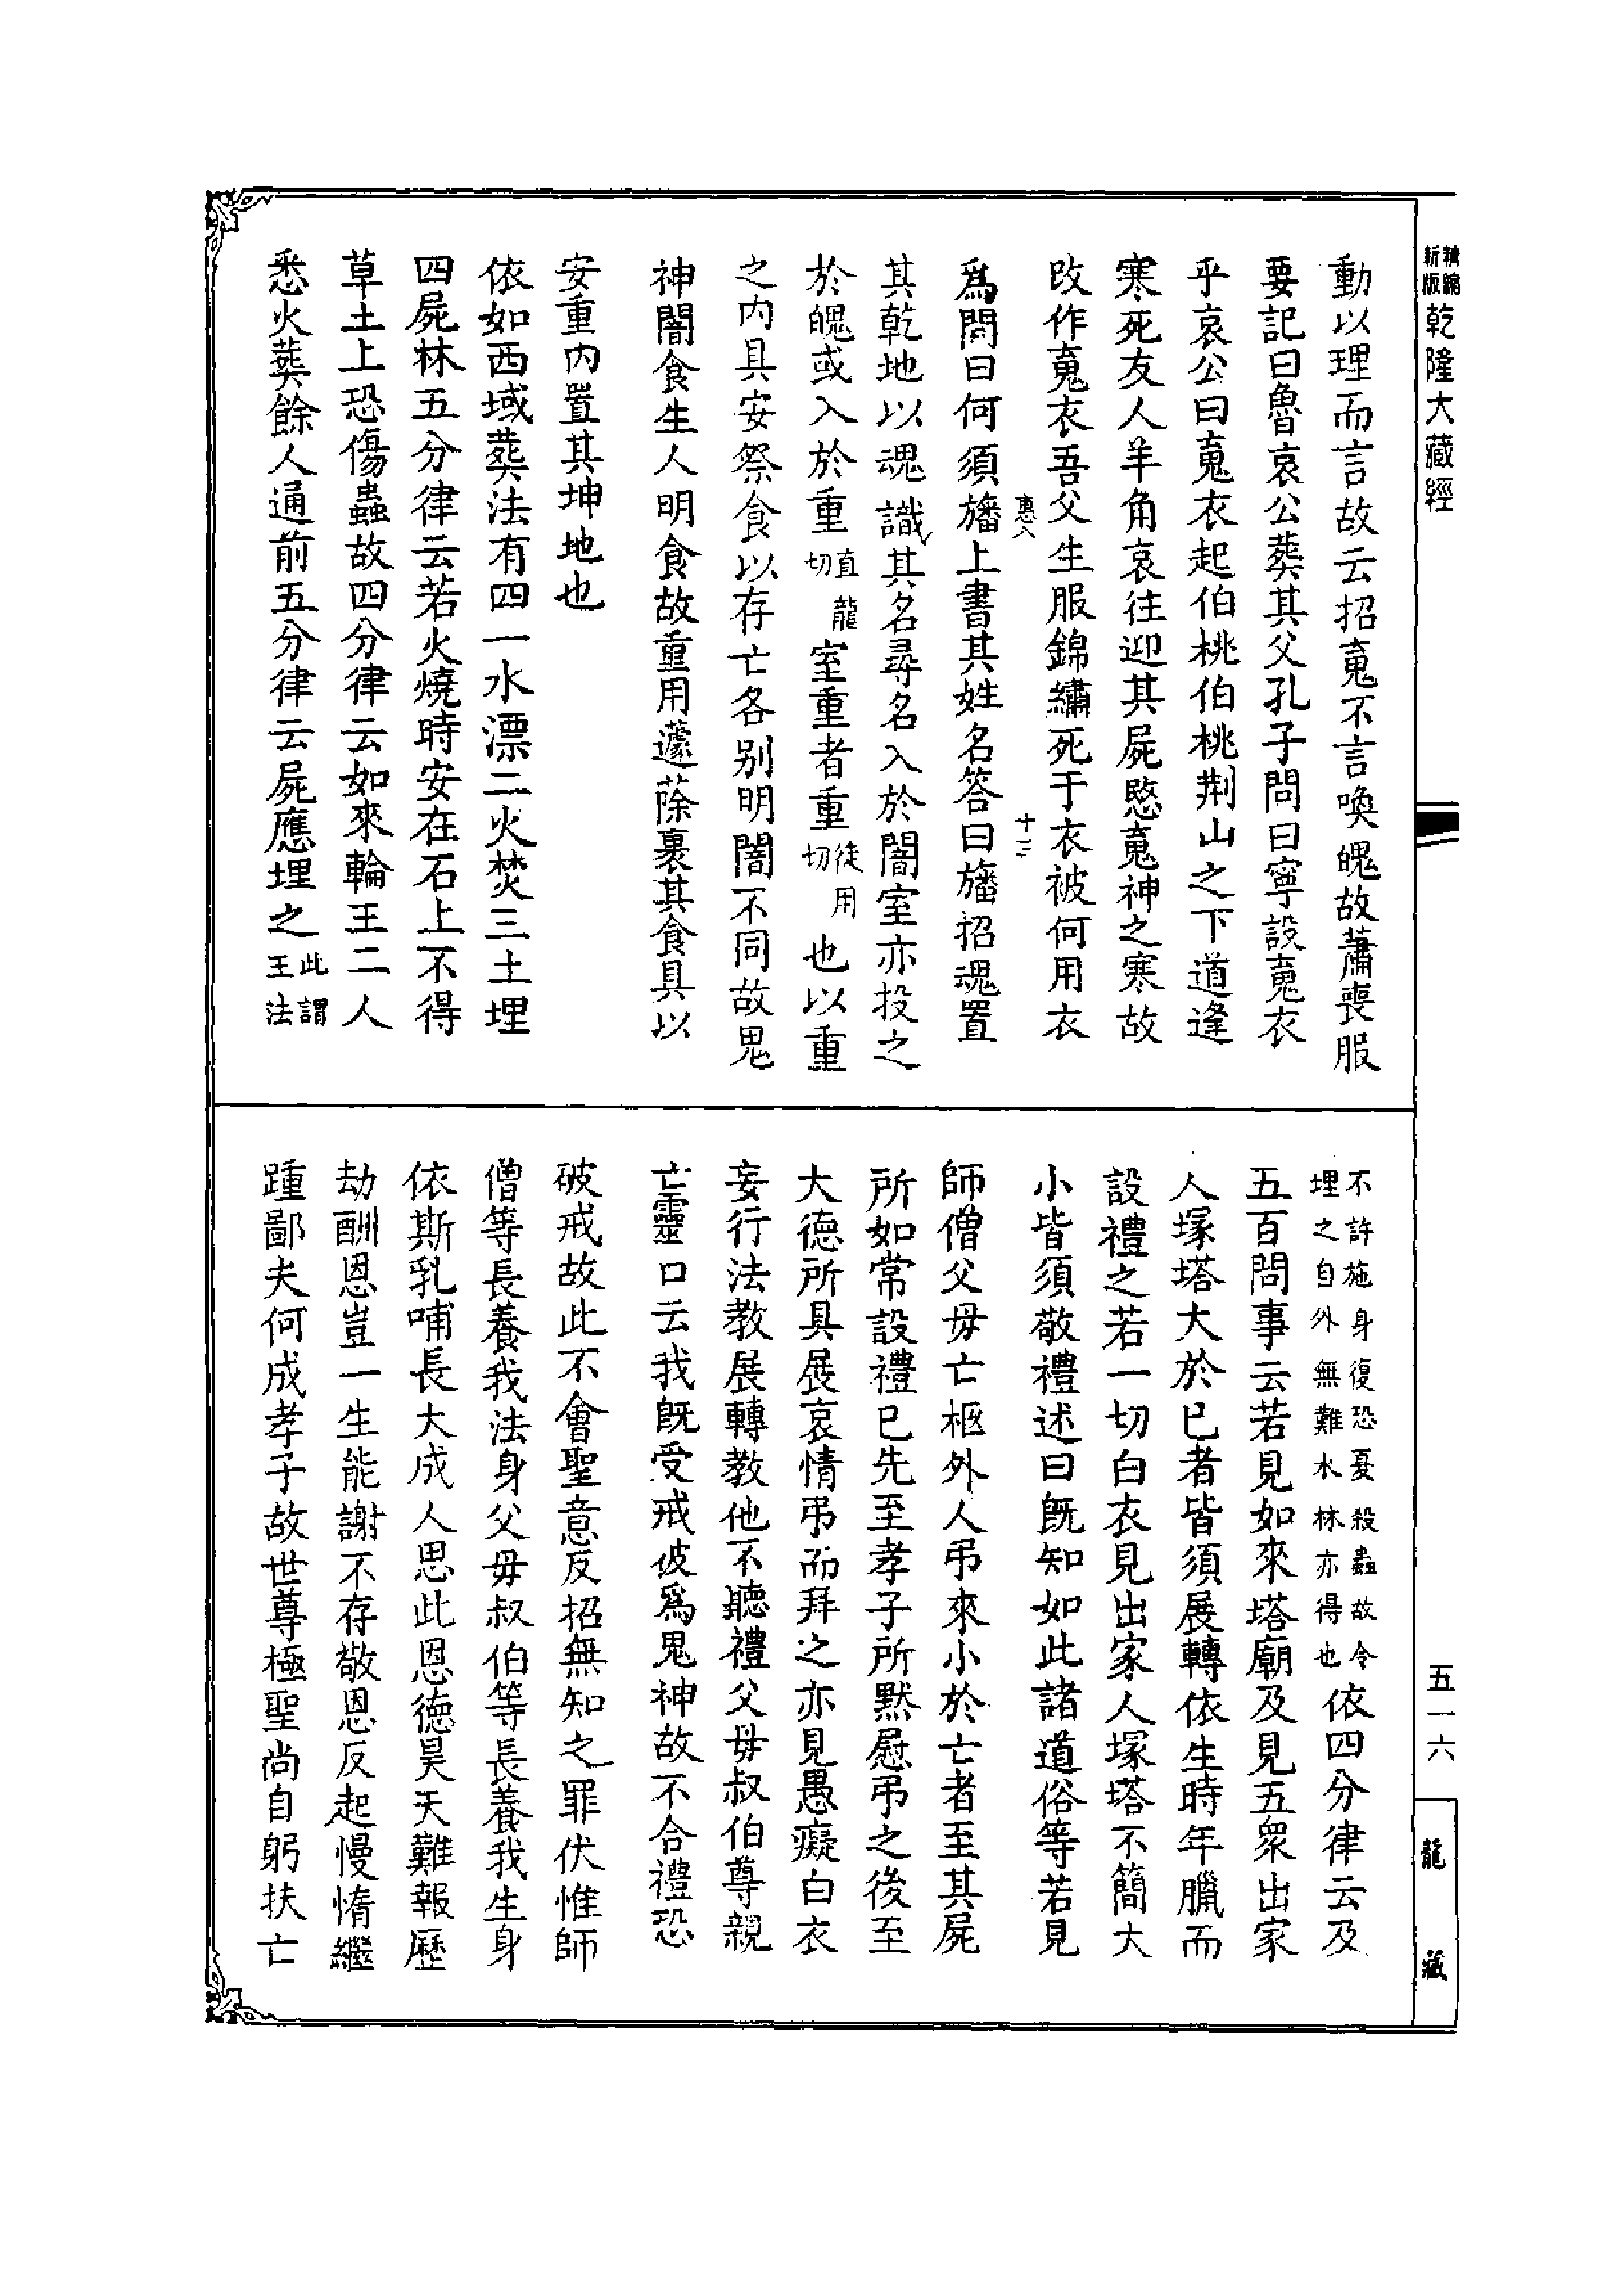 新版
精編
乾隆大藏經
動以理而言故云招䰟不言喚魄故蕭喪服
要記曰魯哀公葬其父孔子問曰寧設䰟衣
乎哀公曰䰟衣起伯桃伯桃荆山之下道逢
寒死友人羊角哀往迎其屍愍䰟神之寒故
改作䰟衣吾父生服錦繡死于衣被何用衣
十三
爲問曰何須旛上書其姓名答曰旛招魂置
其乾地以魂識其名尋名入於闇室亦投之
於魄或入於重直龍切室重者重徒用切也以重
之内具安祭食以存亡各别明闇不同故鬼
神闇食生人明食故重用蘧蒢裹其食具以
安重内置其坤地也
依如西域葬法有四一水漂二火焚三土埋
四屍林五分律云若火燒時安在石上不得
草土上恐傷蟲故四分律云如來輪王二人
悉火葬餘人通前五分律云屍應埋之此謂王法
不許施身復恐憂殺蟲故令埋之自外無難水林亦得也依四分律云及
五百問事云若見如來塔廟及見五衆出家
人塚塔大於已者皆須展轉依生時年臘而
設禮之若一切白衣見出家人塚塔不簡大
小皆須敬禮述曰既知如此諸道俗等若見
師僧父毋亡柩外人弔來小於亡者至其屍
所如常設禮已先至孝子所默慰弔之後至
大德所具展哀情弔而拜之亦見愚癡白衣
妄行法教展轉教他不聽禮父毋叔伯尊親
亡靈口云我既受戒彼爲鬼神故不合禮恐
破戒故此不會聖意反招無知之罪伏惟師
僧等長養我法身父毋叔伯等長養我生身
依斯乳哺長大成人思此恩德昊天難報歷
劫酬恩豈一生能謝不存敬恩反起慢惰繼
踵鄙夫何成孝子故世尊極聖尚自躬扶亡
五一六
龍藏